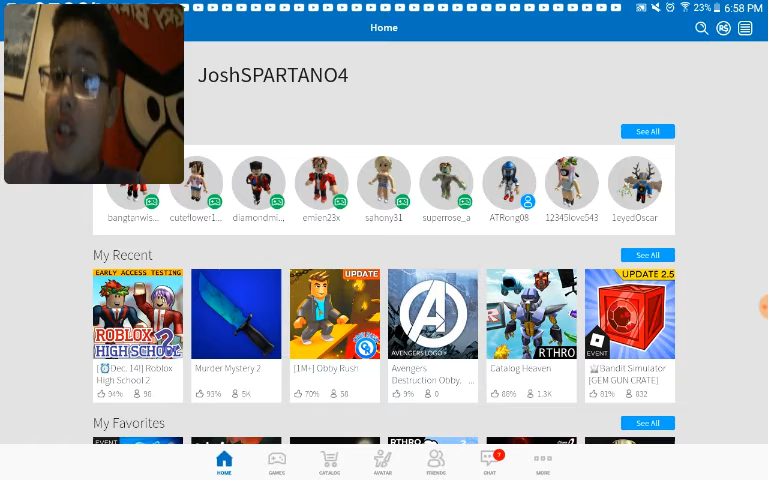 23% 6:58 PM
Home
JoshSPARTANO4
See All
bangtanwis...
cuteflower1...
diamondmi...
emien23x
sahony31
superrose_a
ATRong08
12345love543
1eyedOscar
My Recent
See All
EARLY ACCESS TESTING
ROBLOX
HIGH SCHOOL
2
UPDATE
AVENGERS LOGO
RTHRO
UPDATE 2.5
EVENT
[⏰Dec. 14!] Roblox
High School 2
94% 98
Murder Mystery 2
93% 5K
[1M+] Obby Rush
70% 58
Avengers
Destruction Obby. ...
9% 0
Catalog Heaven
88% 1.3K
Bandit Simulator
[GEM GUN CRATE]
81% 832
My Favorites
See All
EVENT
RTHRO
HOME
GAMES
CATALOG
AVATAR
FRIENDS
7
CHAT
MORE